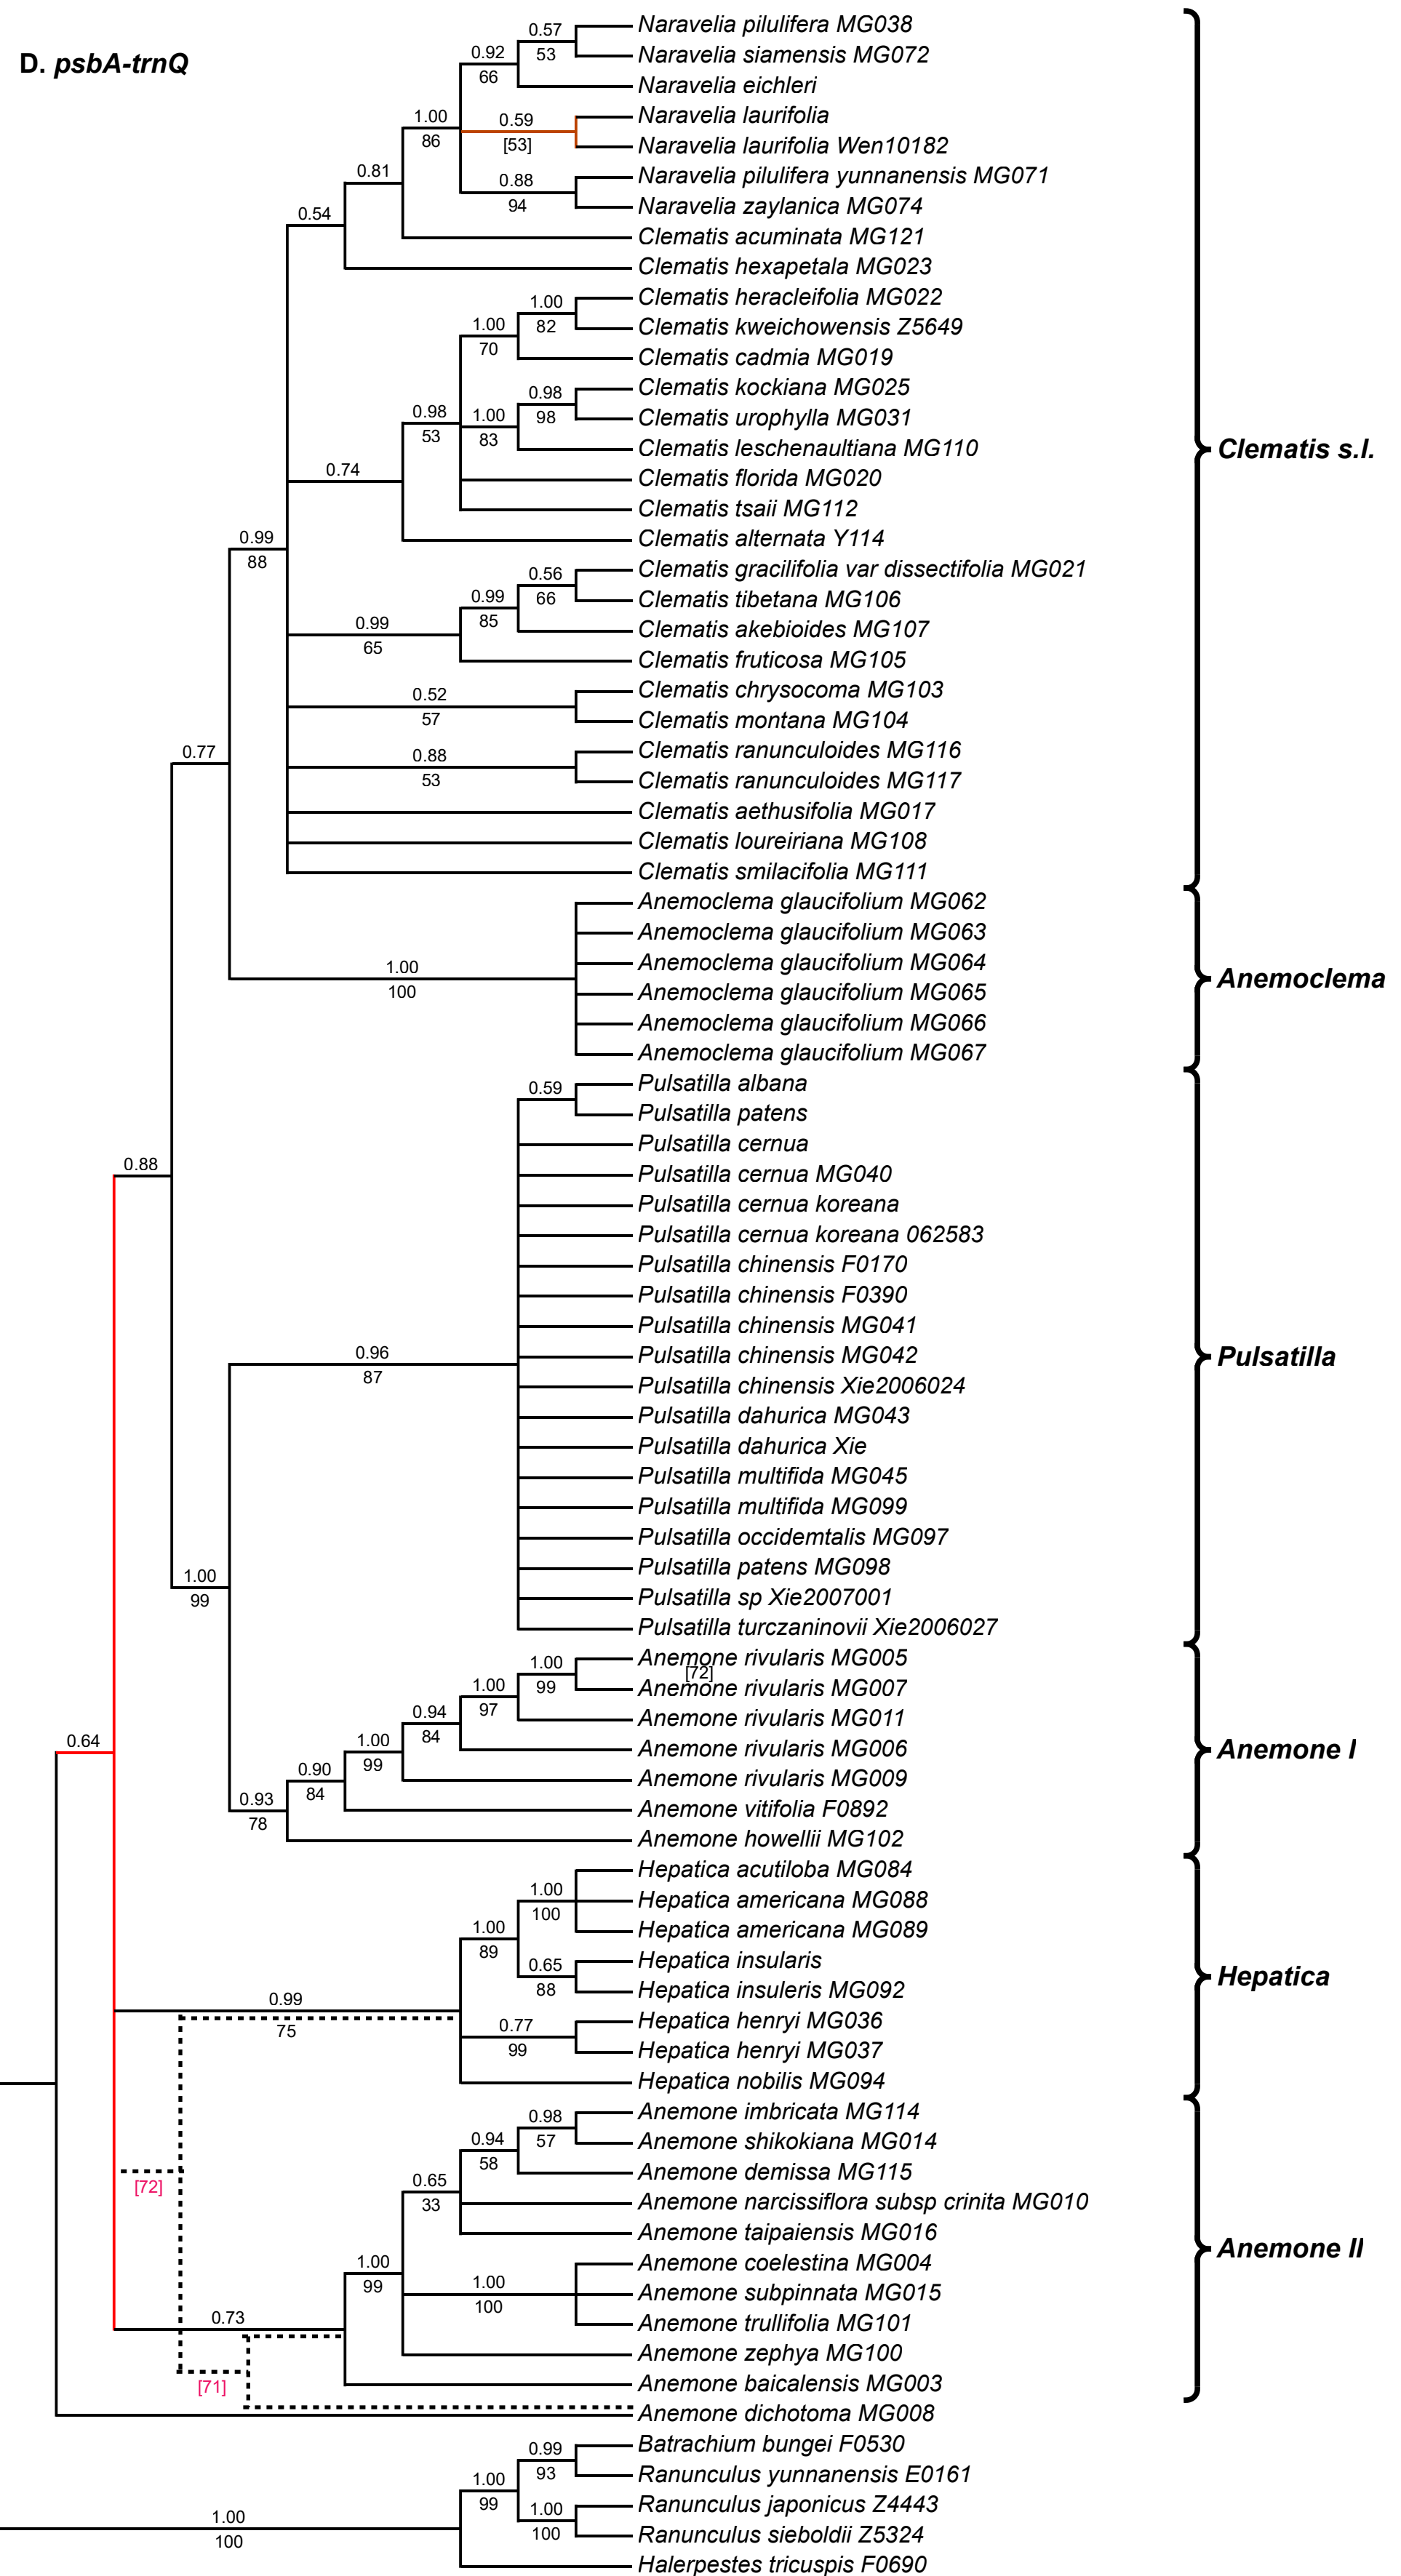 D. psbA-trnQ
0.57
Naravelia pilulifera MG038
0.92
53
Naravelia siamensis MG072
66
Naravelia eichleri
1.00
0.59
Naravelia laurifolia
86
[53]
Naravelia laurifolia Wen10182
0.81
0.88
Naravelia pilulifera yunnanensis MG071
94
Naravelia zaylanica MG074
0.54
Clematis acuminata MG121
Clematis hexapetala MG023
1.00
Clematis heracleifolia MG022
1.00
82
Clematis kweichowensis Z5649
70
Clematis cadmia MG019
0.98
Clematis kockiana MG025
0.98
1.00
98
Clematis urophylla MG031
53
83
Clematis leschenaultiana MG110
Clematis s.l.
0.74
Clematis florida MG020
Clematis tsaii MG112
0.99
Clematis alternata Y114
88
0.56
Clematis gracilifolia var dissectifolia MG021
0.99
66
Clematis tibetana MG106
0.99
85
Clematis akebioides MG107
65
Clematis fruticosa MG105
0.52
Clematis chrysocoma MG103
57
Clematis montana MG104
0.77
0.88
Clematis ranunculoides MG116
53
Clematis ranunculoides MG117
Clematis aethusifolia MG017
Clematis loureiriana MG108
Clematis smilacifolia MG111
Anemoclema glaucifolium MG062
Anemoclema glaucifolium MG063
1.00
Anemoclema glaucifolium MG064
Anemoclema
100
Anemoclema glaucifolium MG065
Anemoclema glaucifolium MG066
Anemoclema glaucifolium MG067
0.59
Pulsatilla albana
Pulsatilla patens
Pulsatilla cernua
0.88
Pulsatilla cernua MG040
Pulsatilla cernua koreana
Pulsatilla cernua koreana 062583
Pulsatilla chinensis F0170
Pulsatilla chinensis F0390
Pulsatilla chinensis MG041
0.96
Pulsatilla chinensis MG042
Pulsatilla
87
Pulsatilla chinensis Xie2006024
Pulsatilla dahurica MG043
Pulsatilla dahurica Xie
Pulsatilla multifida MG045
Pulsatilla multifida MG099
Pulsatilla occidemtalis MG097
1.00
Pulsatilla patens MG098
99
Pulsatilla sp Xie2007001
Pulsatilla turczaninovii Xie2006027
1.00
Anemone rivularis MG005
[72]
1.00
99
Anemone rivularis MG007
0.94
97
Anemone rivularis MG011
0.64
1.00
84
Anemone rivularis MG006
Anemone I
0.90
99
Anemone rivularis MG009
0.93
84
Anemone vitifolia F0892
78
Anemone howellii MG102
1.00
Hepatica acutiloba MG084
100
Hepatica americana MG088
1.00
Hepatica americana MG089
89
0.65
Hepatica insularis
88
Hepatica insuleris MG092
Hepatica
0.99
0.77
Hepatica henryi MG036
75
99
Hepatica henryi MG037
Hepatica nobilis MG094
0.98
Anemone imbricata MG114
0.94
57
Anemone shikokiana MG014
58
Anemone demissa MG115
[72]
0.65
33
Anemone narcissiflora subsp crinita MG010
Anemone taipaiensis MG016
Anemone II
1.00
Anemone coelestina MG004
99
1.00
100
Anemone subpinnata MG015
0.73
Anemone trullifolia MG101
Anemone zephya MG100
[71]
Anemone baicalensis MG003
Anemone dichotoma MG008
0.99
Batrachium bungei F0530
1.00
93
Ranunculus yunnanensis E0161
99
1.00
Ranunculus japonicus Z4443
1.00
100
100
Ranunculus sieboldii Z5324
Halerpestes tricuspis F0690